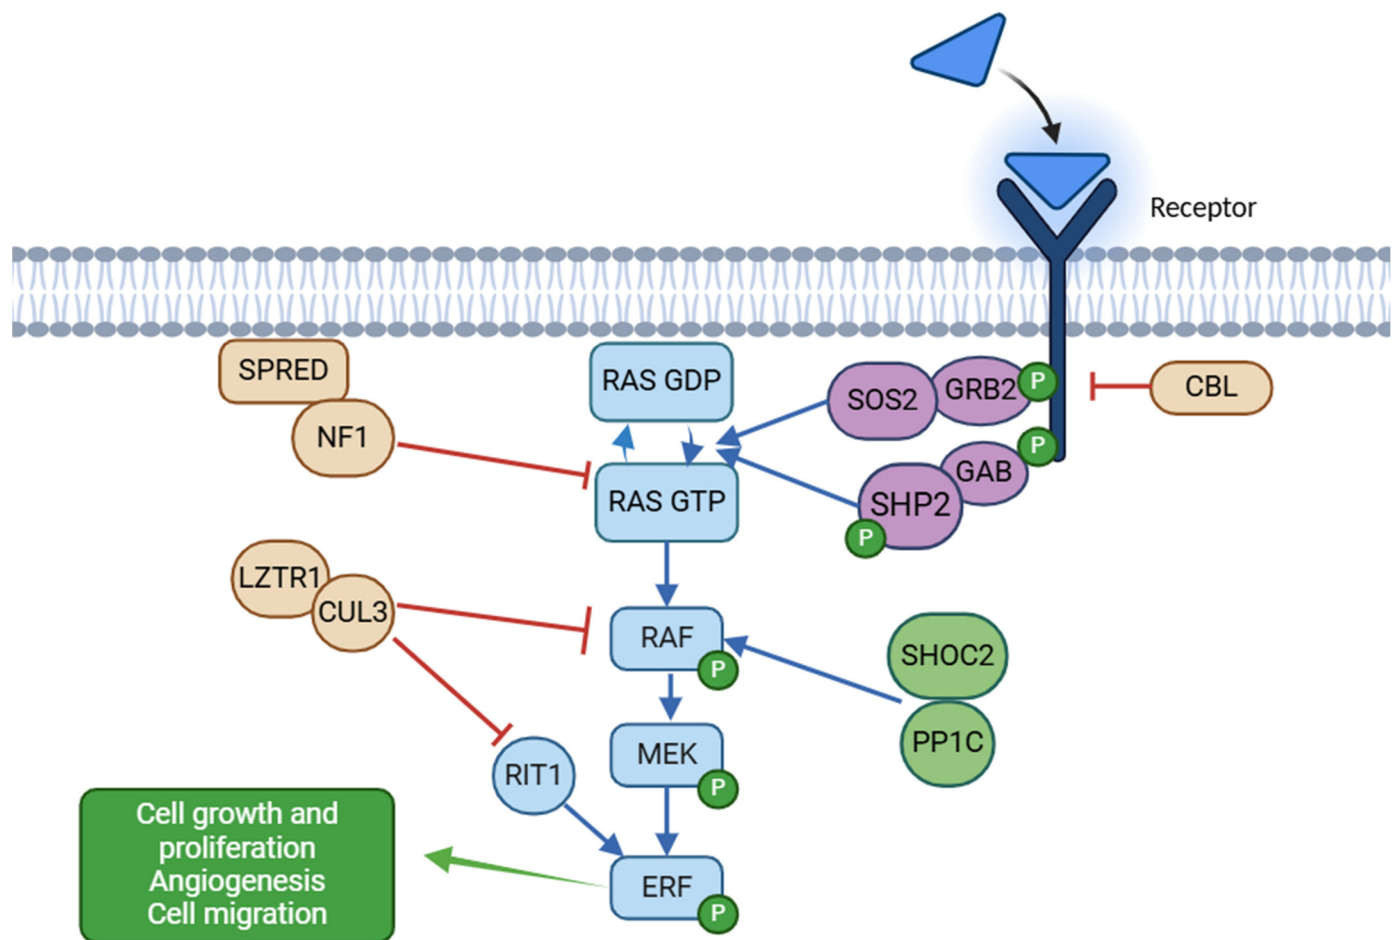 Receptor
SPRED
RAS GDP
SOS2
GRB2
P
CBL
NF1
P
GAB
RAS GTP
SHP2
P
LZTR1
CUL3
RAF
P
SHOC2
MEK
P
PP1C
RIT1
Cell growth and
proliferation
Angiogenesis
Cell migration
ERF
P